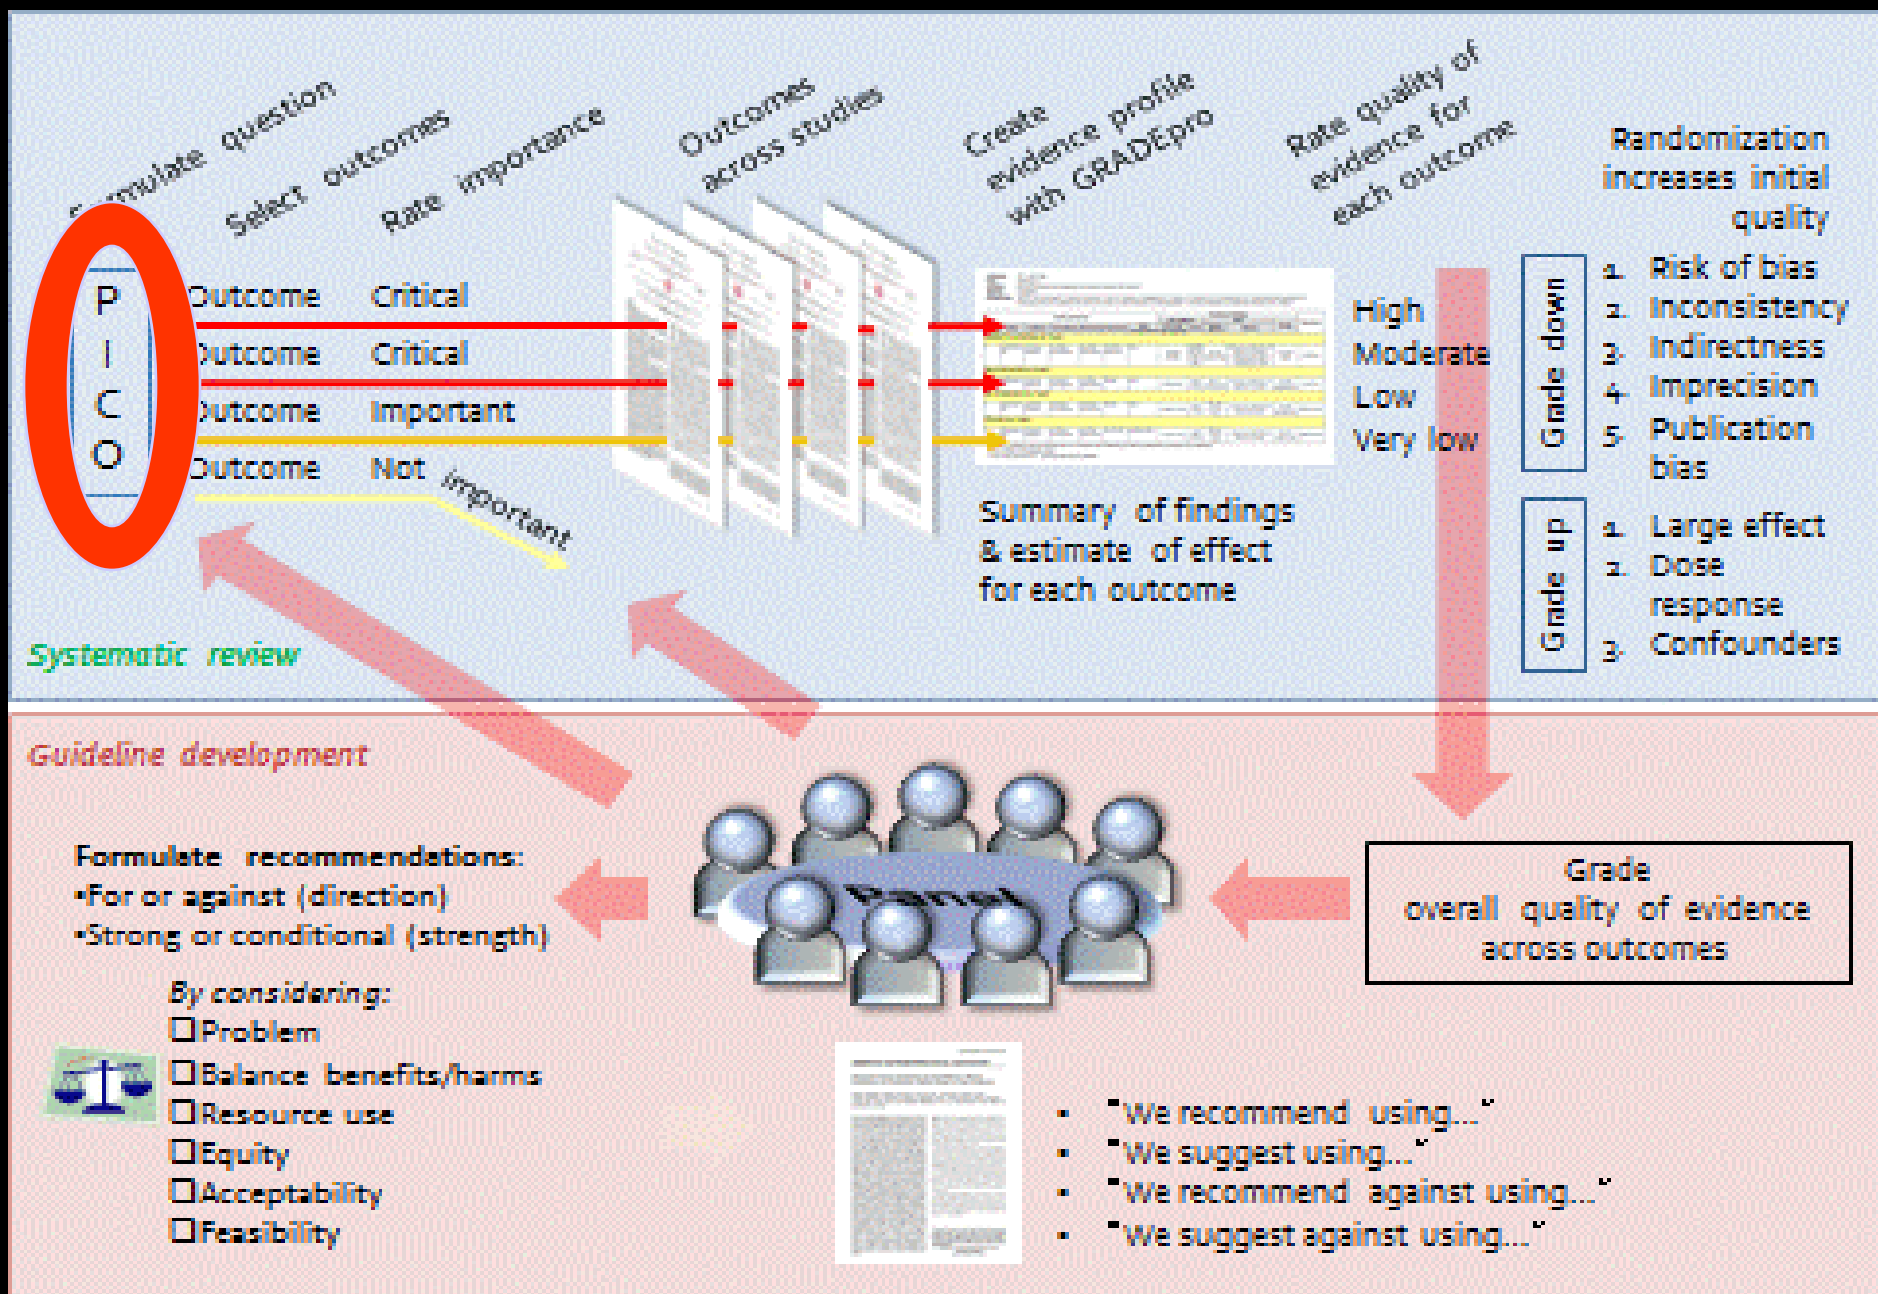 question
Select outcomes
Rate importance
Outcomes
across studies
Create
evidence profile
with GRADEpro
Rate quality of
evidence for
each outcome
Randomization
increases initial
quality
P
I
C
O
Outcome Critical
Outcome Critical
Outcome Important
Outcome Not important
High
Moderate
Low
Very low
Summary of findings
& estimate of effect
for each outcome
Grade down
1. Risk of bias
2. Inconsistency
3. Indirectness
4. Imprecision
5. Publication
bias
Grade up
1. Large effect
2. Dose
response
3. Confounders
Systematic review
Guideline development
Panel
Grade
overall quality of evidence
across outcomes
Formulate recommendations:
•For or against (direction)
•Strong or conditional (strength)
By considering:
☐Problem
☐Balance benefits/harms
☐Resource use
☐Equity
☐Acceptability
☐Feasibility
• "We recommend using…"
• "We suggest using…"
• "We recommend against using…"
• "We suggest against using…"